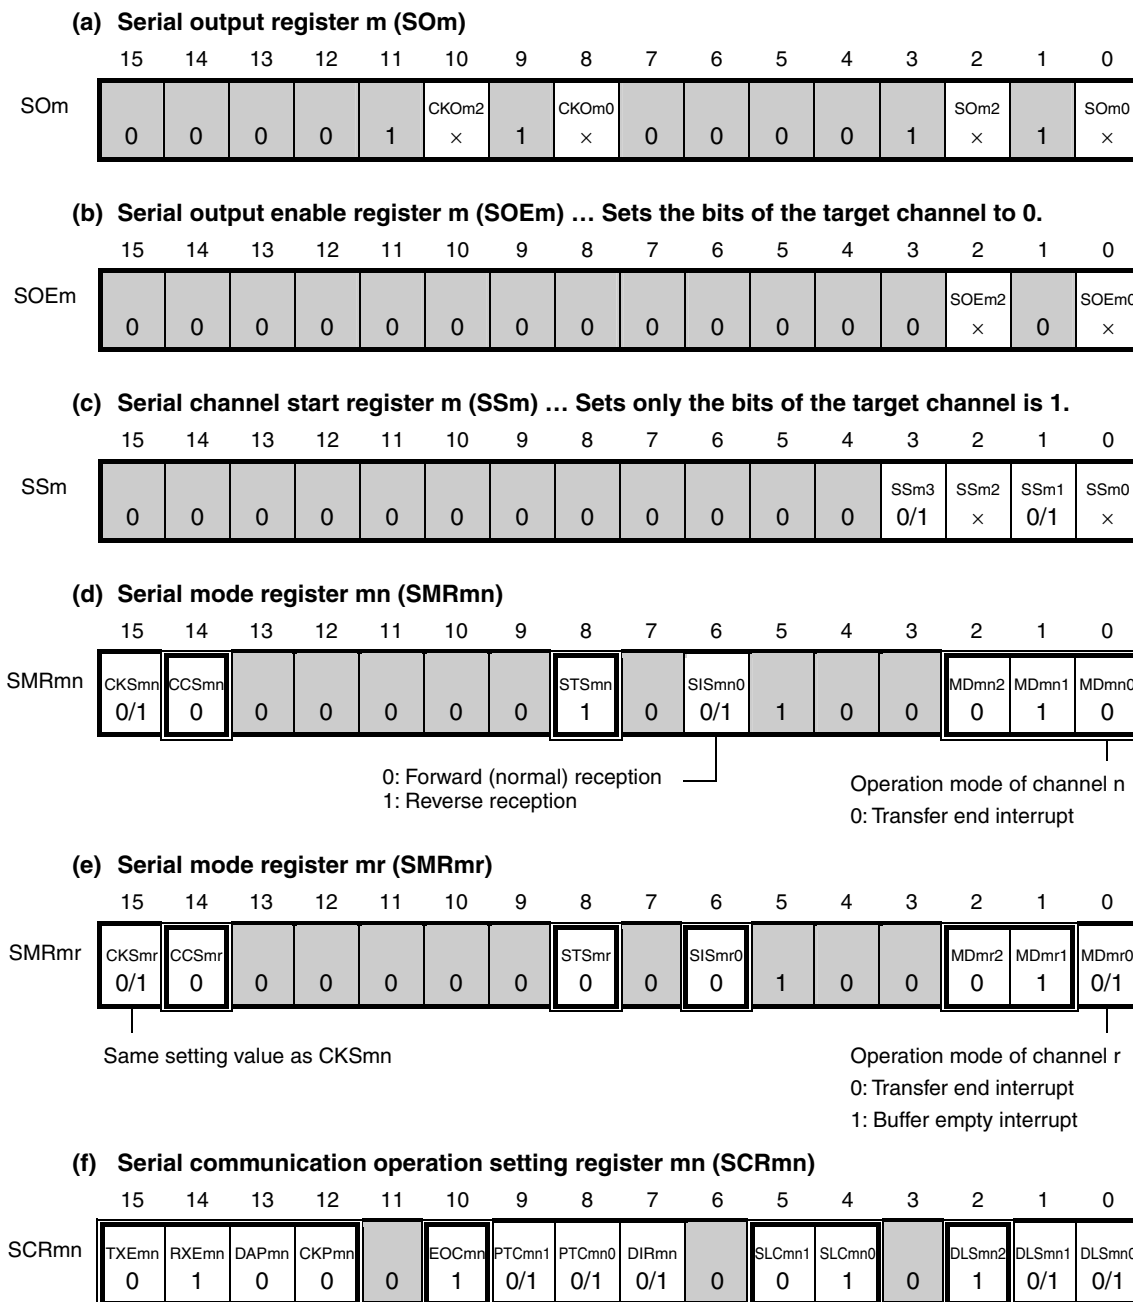 (a) Serial output register m (SOm)
15 14 13 12 11 10 9 8 7 6 5 4 3 2 1 0
SOm
CKOm2 CKOm0 SOm2 SOm0
0 0 0 0 1 × 1 × 0 0 0 0 1 × 1 ×
(b) Serial output enable register m (SOEm) … Sets the bits of the target channel to 0.
15 14 13 12 11 10 9 8 7 6 5 4 3 2 1 0
SOEm
SOEm2 SOEm0
0 0 0 0 0 0 0 0 0 0 0 0 0 × 0 ×
(c) Serial channel start register m (SSm) … Sets only the bits of the target channel is 1.
15 14 13 12 11 10 9 8 7 6 5 4 3 2 1 0
SSm
SSm3 SSm2 SSm1 SSm0
0 0 0 0 0 0 0 0 0 0 0 0 0/1 × 0/1 ×
(d) Serial mode register mn (SMRmn)
15 14 13 12 11 10 9 8 7 6 5 4 3 2 1 0
SMRmn
CKSmn CCSmn STSmn SISmn0 MDmn2 MDmn1 MDmn0
0/1 0 0 0 0 0 0 1 0 0/1 1 0 0 0 1 0
0: Forward (normal) reception
1: Reverse reception
Operation mode of channel n
0: Transfer end interrupt
(e) Serial mode register mr (SMRmr)
15 14 13 12 11 10 9 8 7 6 5 4 3 2 1 0
SMRmr
CKSmr CCSmr STSmr SISmr0 MDmr2 MDmr1 MDmr0
0/1 0 0 0 0 0 0 0 0 0 1 0 0 0 1 0/1
Same setting value as CKSmn
Operation mode of channel r
0: Transfer end interrupt
1: Buffer empty interrupt
(f) Serial communication operation setting register mn (SCRmn)
15 14 13 12 11 10 9 8 7 6 5 4 3 2 1 0
SCRmn
TXEmn RXEmn DAPmn CKPmn EOCmn PTCmn1 PTCmn0 DIRmn SLCmn1 SLCmn0 DLSmn2 DLSmn1 DLSmn0
0 1 0 0 0 1 0/1 0/1 0/1 0 0 1 0 1 0/1 0/1